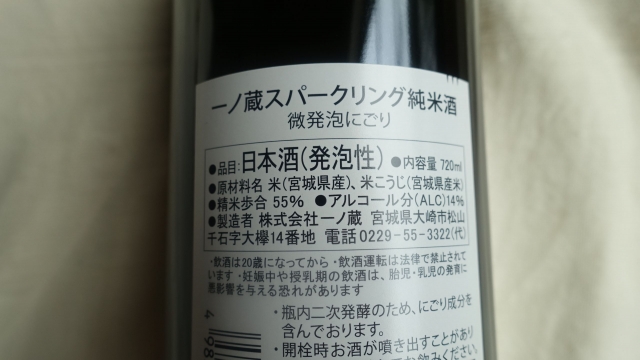 一ノ蔵スパークリング純米酒
微発泡にごり
●品目:日本酒(発泡性) ●内容量 720ml
●原材料名 米(宮城県産)、米こうじ(宮城県産米)
●精米歩合 55% ●アルコール分(ALC)14%
●製造者 株式会社一ノ蔵 宮城県大崎市松山
千石字大欅14番地 電話 0229-55-3322(代)
・飲酒は20歳になってから ・飲酒運転は法律で禁止されて
います ・妊娠中や授乳期の飲酒は、胎児・乳児の発育に
悪影響を与える恐れがあります
・瓶内二次発酵のため、にごり成分を
含んでおります。
・開栓時お酒が噴き出すことがあり
4 98